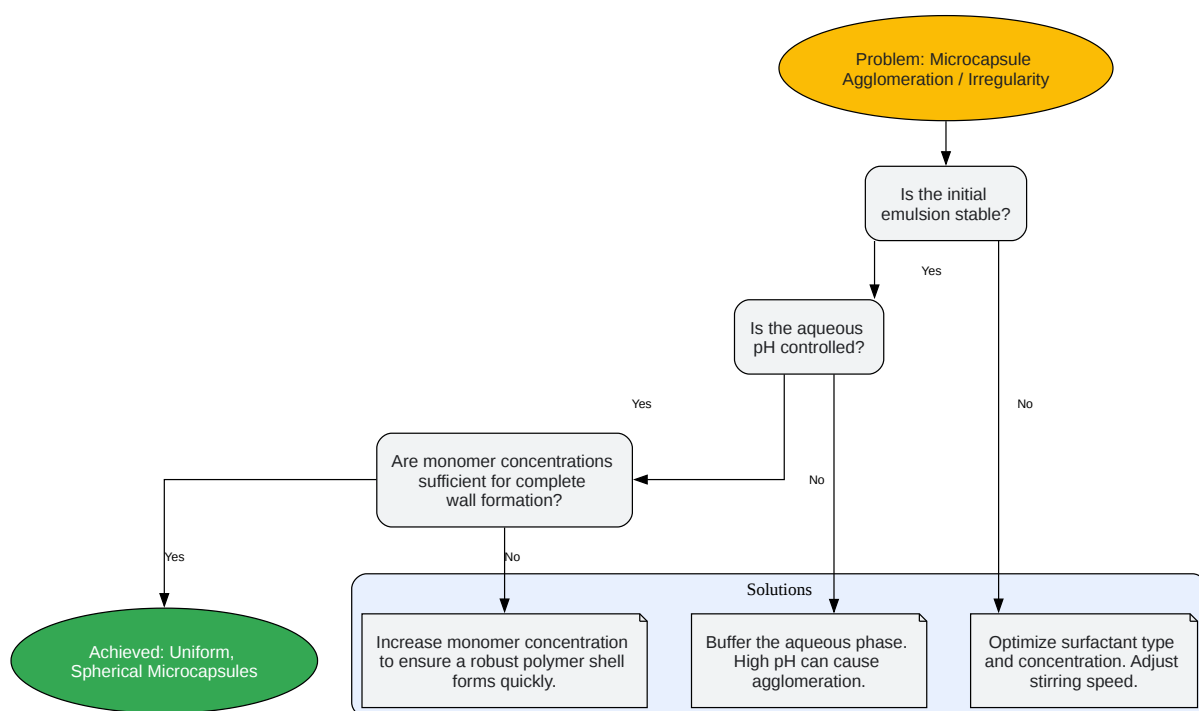 Problem: Microcapsule
Agglomeration / Irregularity
Is the initial
emulsion stable?
Yes
Is the aqueous
pH controlled?
Yes
No
Are monomer concentrations
sufficient for complete
wall formation?
No
Yes
No
Solutions
Achieved: Uniform,
Spherical Microcapsules
Increase monomer concentration
to ensure a robust polymer shell
forms quickly.
Buffer the aqueous phase.
High pH can cause
agglomeration.
Optimize surfactant type
and concentration. Adjust
stirring speed.